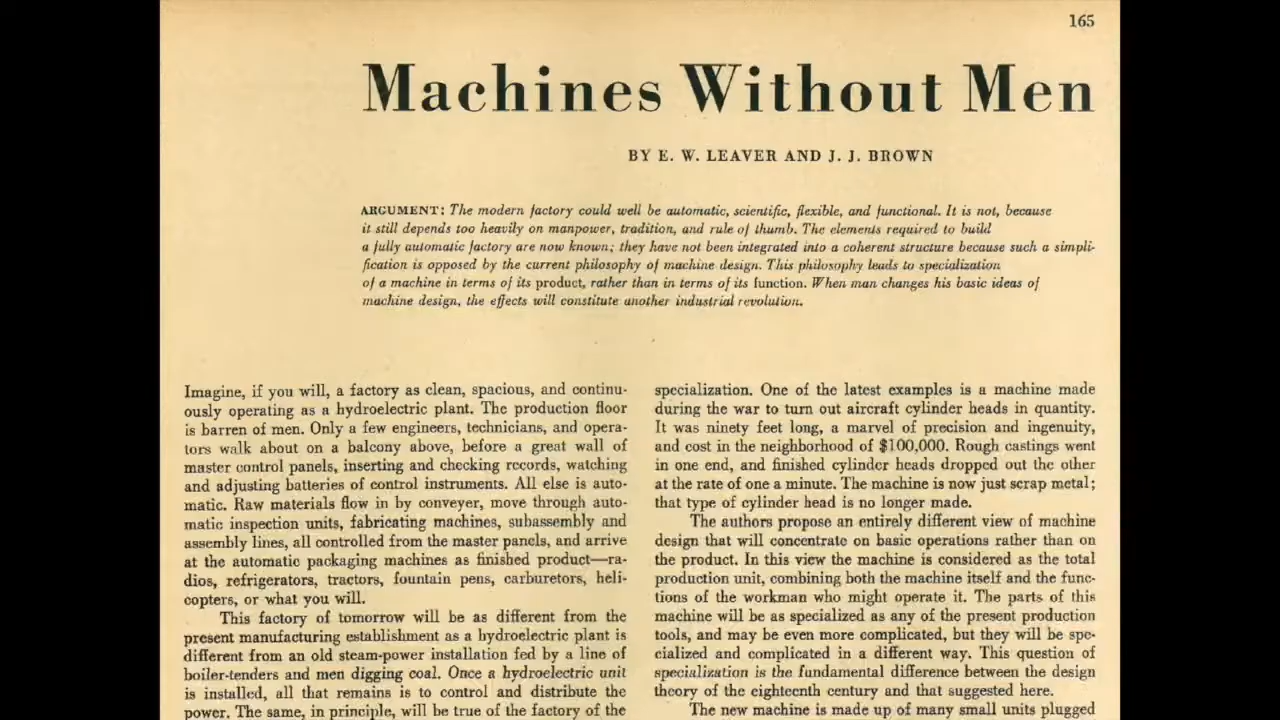 165
Machines Without Men
BY E. W. LEAVER AND J. J. BROWN
ARGUMENT: The modern factory could well be automatic, scientific, flexible, and functional. It is not, because
it still depends too heavily on manpower, tradition, and rule of thumb. The elements required to build
a fully automatic factory are now known; they have not been integrated into a coherent structure because such a simpli-
fication is opposed by the current philosophy of machine design. This philosophy leads to specialization
of a machine in terms of its product, rather than in terms of its function. When man changes his basic ideas of
machine design, the effects will constitute another industrial revolution.
Imagine, if you will, a factory as clean, spacious, and continu-
ously operating as a hydroelectric plant. The production floor
is barren of men. Only a few engineers, technicians, and opera-
tors walk about on a balcony above, before a great wall of
master control panels, inserting and checking records, watching
and adjusting batteries of control instruments. All else is auto-
matic. Raw materials flow in by conveyer, move through auto-
matic inspection units, fabricating machines, subassembly and
assembly lines, all controlled from the master panels, and arrive
at the automatic packaging machines as finished product—ra-
dios, refrigerators, tractors, fountain pens, carburetors, heli-
copters, or what you will.
This factory of tomorrow will be as different from the
present manufacturing establishment as a hydroelectric plant is
different from an old steam-power installation fed by a line of
boiler-tenders and men digging coal. Once a hydroelectric unit
is installed, all that remains is to control and distribute the
power. The same, in principle, will be true of the factory of the
specialization. One of the latest examples is a machine made
during the war to turn out aircraft cylinder heads in quantity.
It was ninety feet long, a marvel of precision and ingenuity,
and cost in the neighborhood of $100,000. Rough castings went
in one end, and finished cylinder heads dropped out the other
at the rate of one a minute. The machine is now just scrap metal;
that type of cylinder head is no longer made.
The authors propose an entirely different view of machine
design that will concentrate on basic operations rather than on
the product. In this view the machine is considered as the total
production unit, combining both the machine itself and the func-
tions of the workman who might operate it. The parts of this
machine will be as specialized as any of the present production
tools, and may be even more complicated, but they will be spe-
cialized and complicated in a different way. This question of
specialization is the fundamental difference between the design
theory of the eighteenth century and that suggested here.
The new machine is made up of many small units plugged